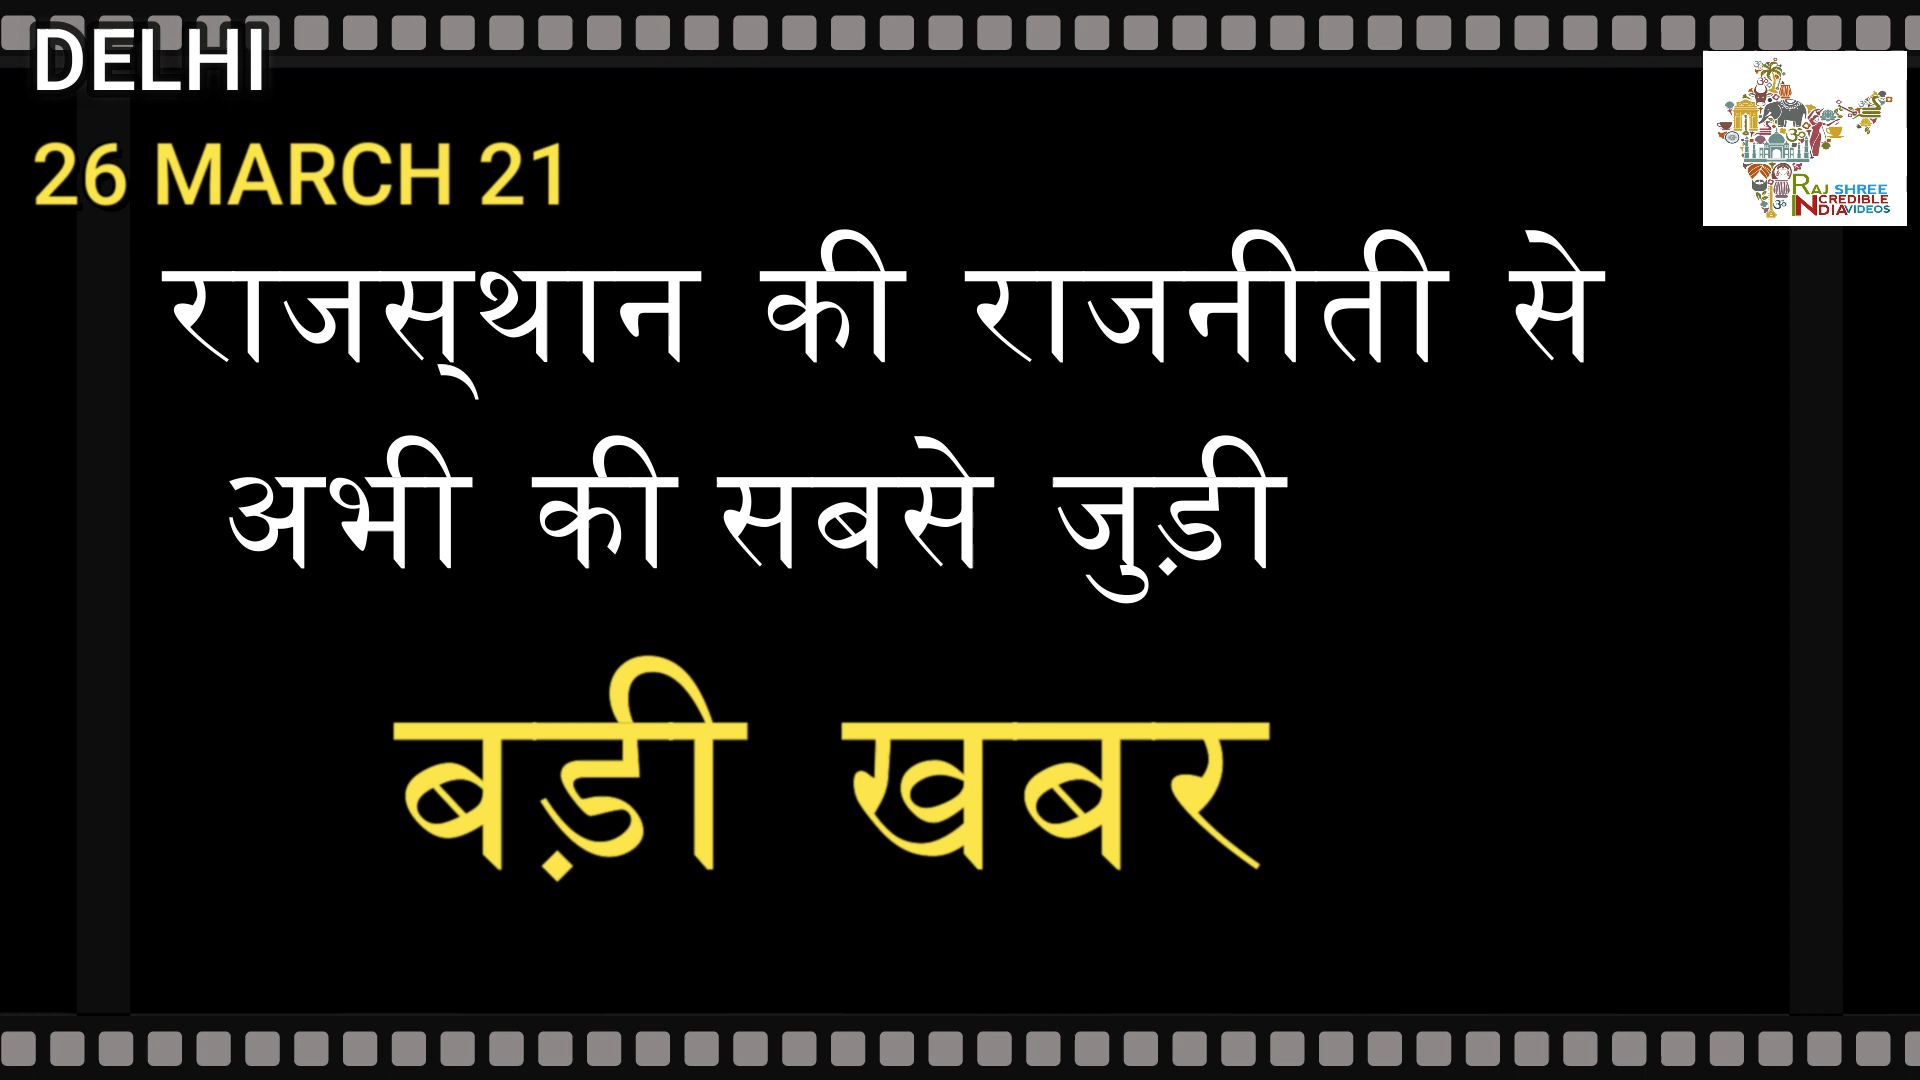 DELHI
26 MARCH 21
RAJ SHREE
INCREDIBLE
INDIA VIDEOS
राजस्‌थान की राजनीती से
अभी की सबसे जुड़ी
बड़ी खबर